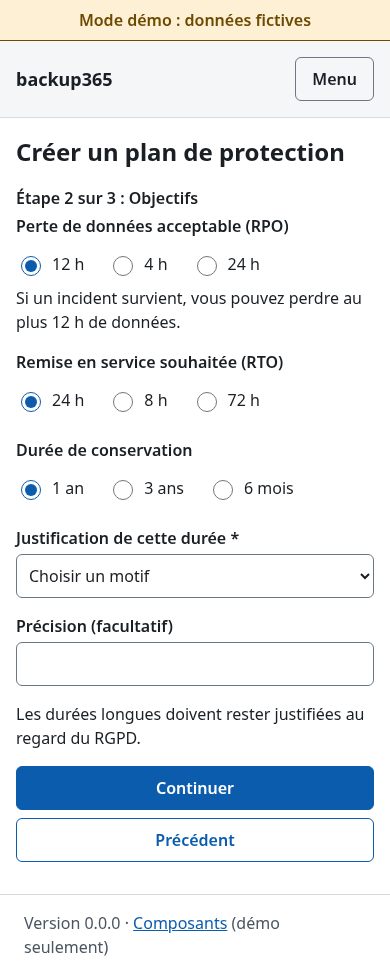 Mode démo : données fictives
backup365
Menu
Créer un plan de protection
Étape 2 sur 3 : Objectifs
Perte de données acceptable (RPO)
12 h 4 h 24 h
Si un incident survient, vous pouvez perdre au
plus 12 h de données.
Remise en service souhaitée (RTO)
24 h 8 h 72 h
Durée de conservation
1 an 3 ans 6 mois
Justification de cette durée *
Choisir un motif
Précision (facultatif)
Les durées longues doivent rester justifiées au
regard du RGPD.
Continuer
Précédent
Version 0.0.0 · Composants (démo
seulement)